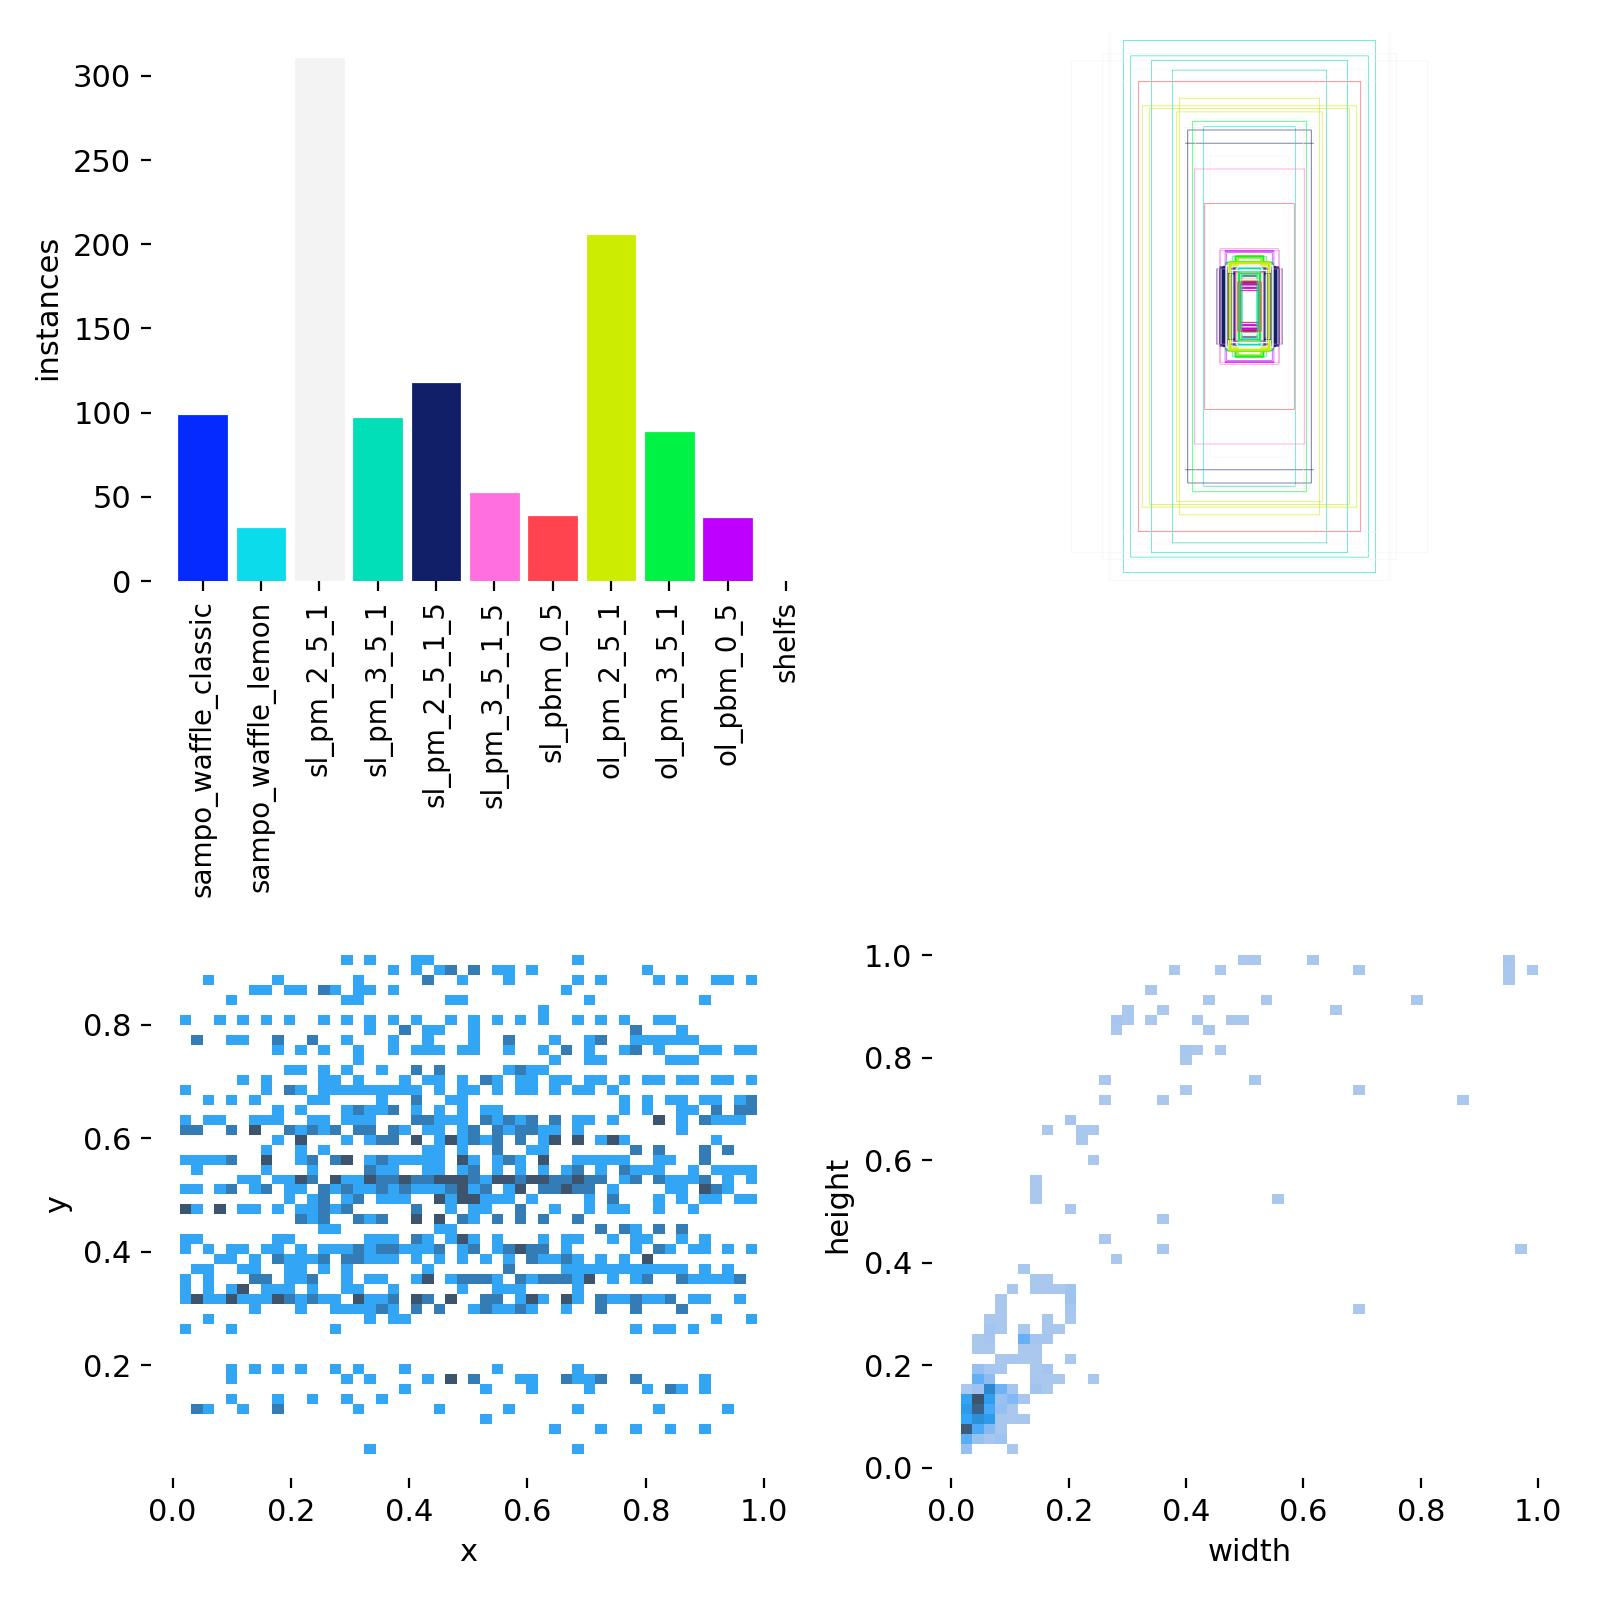 instances
300
250
200
150
100
50
0
sampo_waffle_classic
sampo_waffle_lemon
sl_pm_2_5_1
sl_pm_3_5_1
sl_pm_2_5_1_5
sl_pm_3_5_1_5
sl_pbm_0_5
ol_pm_2_5_1
ol_pm_3_5_1
ol_pbm_0_5
shelfs
y
0.8
0.6
0.4
0.2
0.0 0.2 0.4 0.6 0.8 1.0
x
height
1.0
0.8
0.6
0.4
0.2
0.0
0.0 0.2 0.4 0.6 0.8 1.0
width